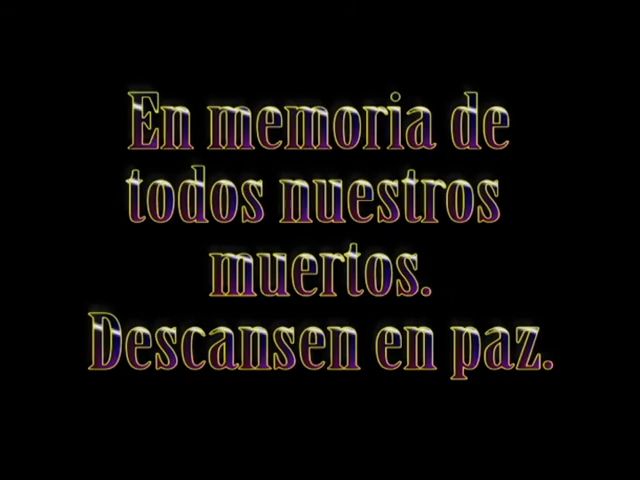 En memoria de
todos nuestros
muertos.
Descansen en paz.